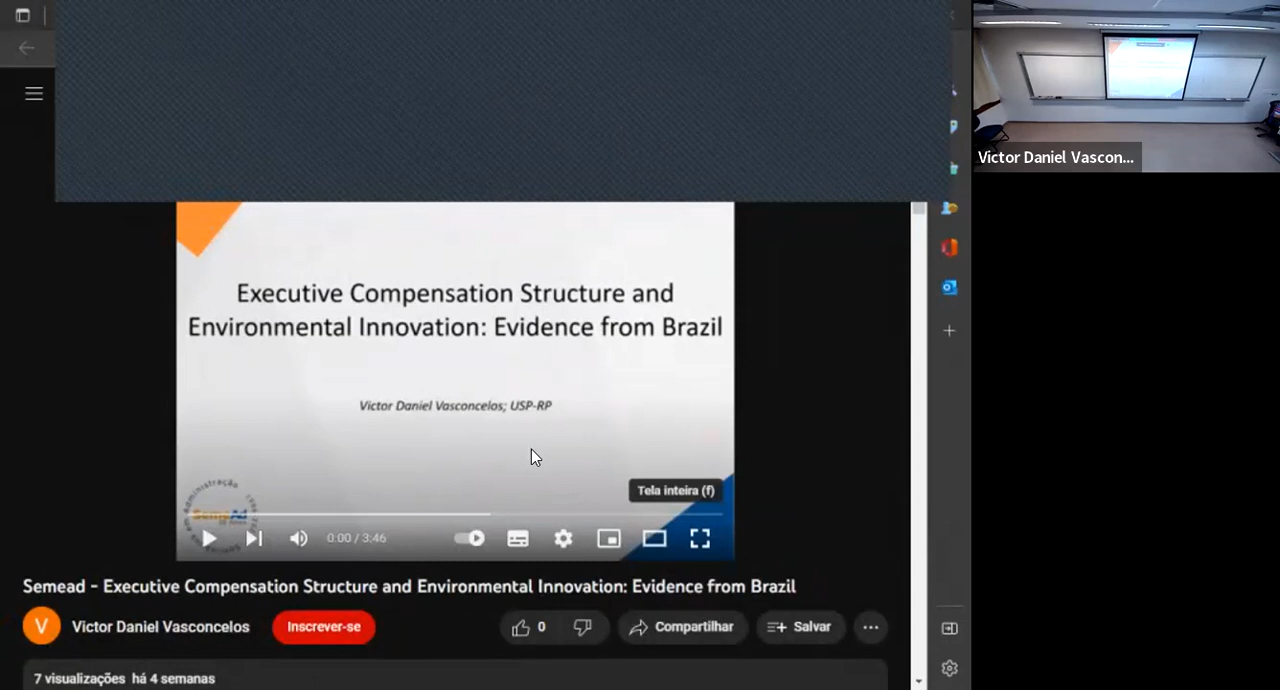 Victor Daniel Vascon...
Executive Compensation Structure and
Environmental Innovation: Evidence from Brazil
Victor Daniel Vasconcelos; USP-RP
Tela inteira (f)
SemeAd
0:00 / 3:46
Semead - Executive Compensation Structure and Environmental Innovation: Evidence from Brazil
V
Victor Daniel Vasconcelos
Inscrever-se
0
Compartilhar
Salvar
7 visualizações há 4 semanas